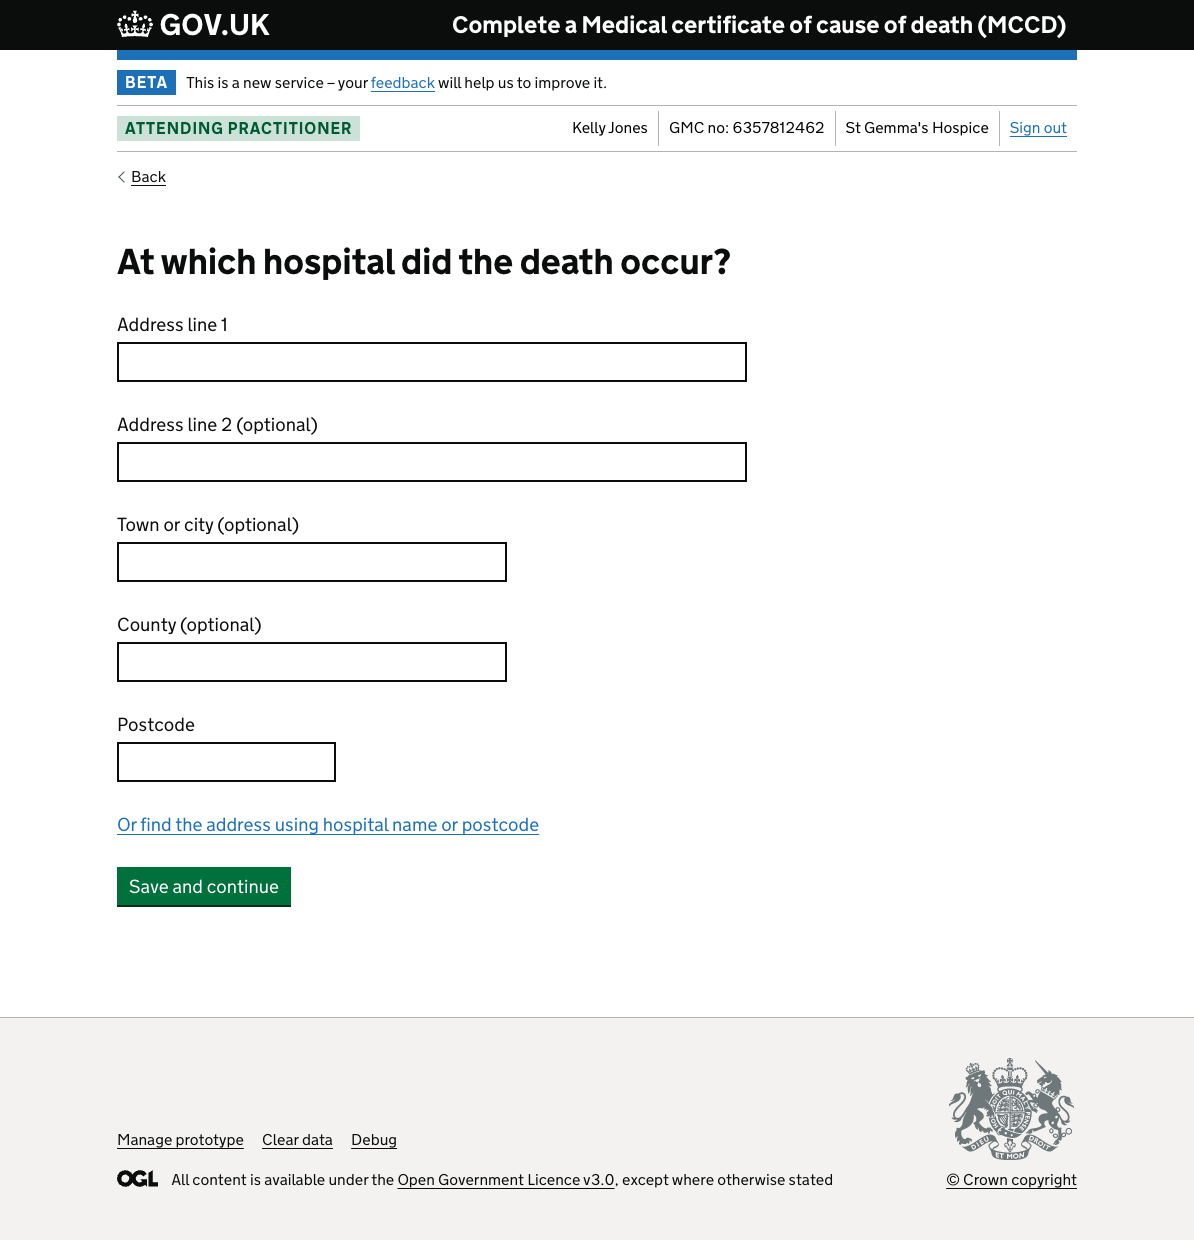 GOV.UK
Complete a Medical certificate of cause of death (MCCD)
BETA This is a new service – your feedback will help us to improve it.
ATTENDING PRACTITIONER
Kelly Jones
GMC no: 6357812462
St Gemma's Hospice
Sign out
Back
At which hospital did the death occur?
Address line 1
Address line 2 (optional)
Town or city (optional)
County (optional)
Postcode
Or find the address using hospital name or postcode
Save and continue
Manage prototype
Clear data
Debug
OGL All content is available under the Open Government Licence v3.0, except where otherwise stated
DIEU ET MON DROIT
© Crown copyright